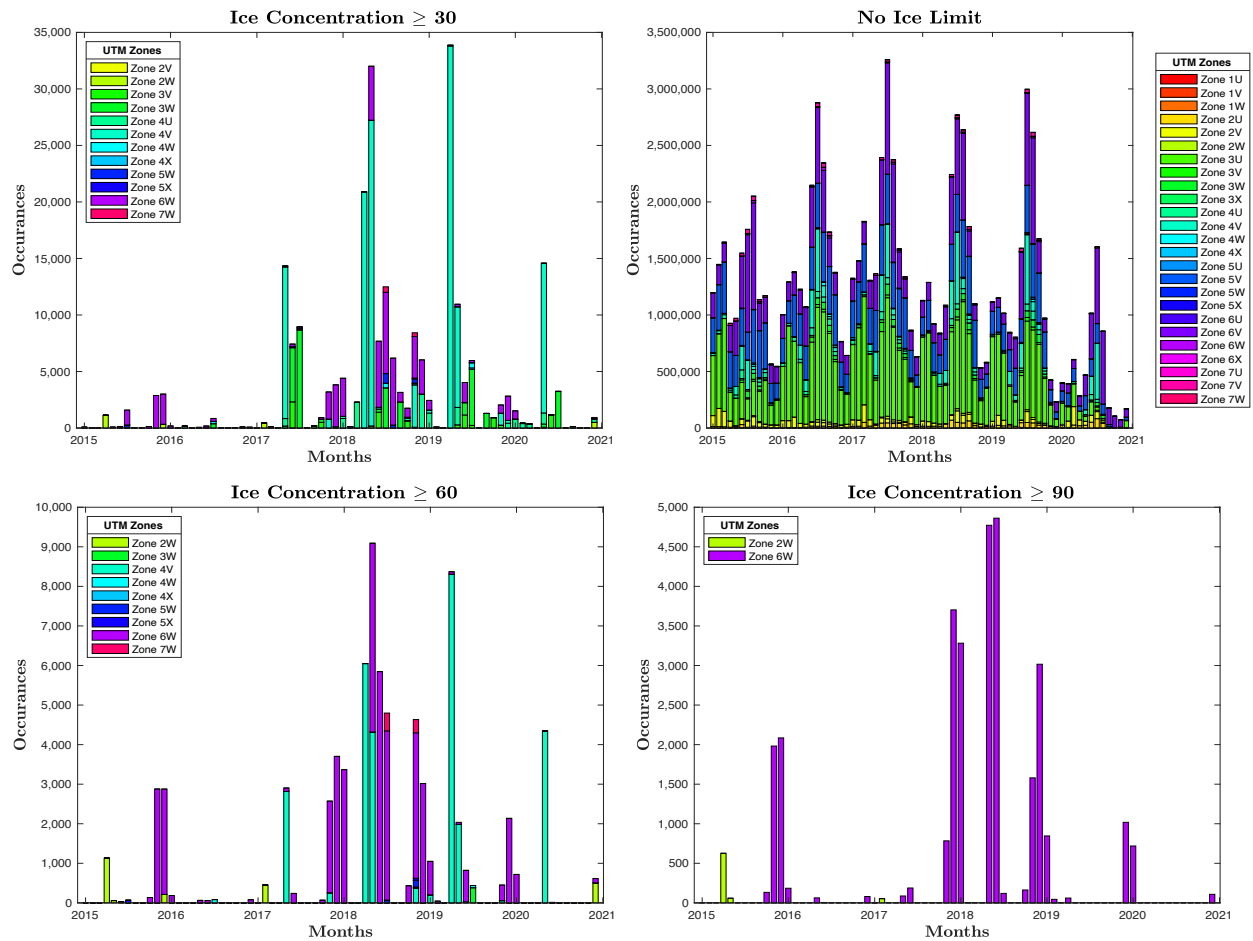 Ice Concentration ≥ 30
35,000
30,000
25,000
20,000
15,000
10,000
5,000
0
Occurances
UTM Zones
Zone 2V
Zone 2W
Zone 3V
Zone 3W
Zone 4U
Zone 4V
Zone 4W
Zone 4X
Zone 5W
Zone 5X
Zone 6W
Zone 7W
2015 2016 2017 2018 2019 2020 2021
Months
No Ice Limit
3,500,000
3,000,000
2,500,000
2,000,000
1,500,000
1,000,000
500,000
0
Occurances
2015 2016 2017 2018 2019 2020 2021
Months
UTM Zones
Zone 1U
Zone 1V
Zone 1W
Zone 2U
Zone 2V
Zone 2W
Zone 3U
Zone 3V
Zone 3W
Zone 3X
Zone 4U
Zone 4V
Zone 4W
Zone 4X
Zone 5U
Zone 5V
Zone 5W
Zone 5X
Zone 6U
Zone 6V
Zone 6W
Zone 6X
Zone 7U
Zone 7V
Zone 7W
Ice Concentration ≥ 60
10,000
9,000
8,000
7,000
6,000
5,000
4,000
3,000
2,000
1,000
0
Occurances
UTM Zones
Zone 2W
Zone 3W
Zone 4V
Zone 4W
Zone 4X
Zone 5W
Zone 5X
Zone 6W
Zone 7W
2015 2016 2017 2018 2019 2020 2021
Months
Ice Concentration ≥ 90
5,000
4,500
4,000
3,500
3,000
2,500
2,000
1,500
1,000
500
0
Occurances
UTM Zones
Zone 2W
Zone 6W
2015 2016 2017 2018 2019 2020 2021
Months